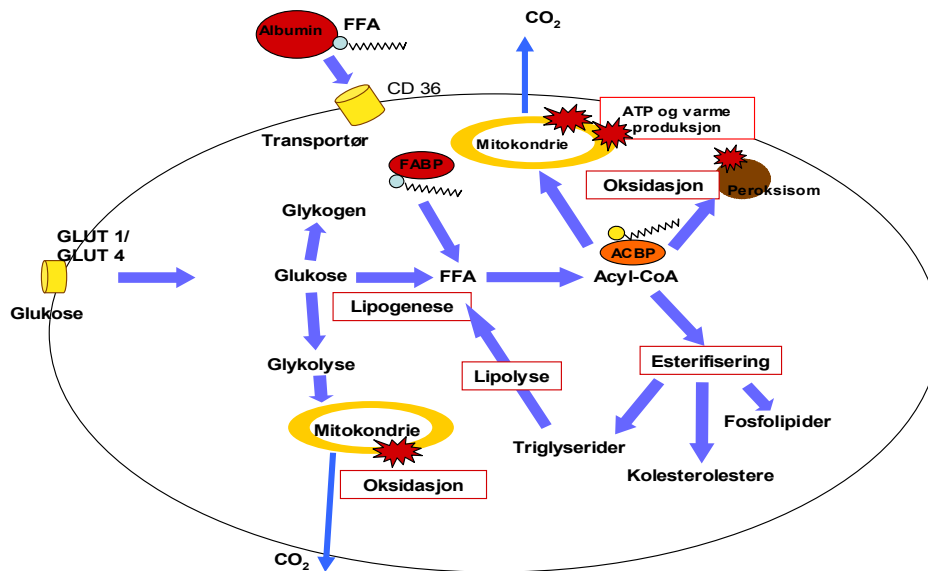 CO2
Albumin
FFA
CD 36
Transportør
ATP og varme
produksjon
Mitokondrie
FABP
Oksidasjon
Peroksisom
Glykogen
GLUT 1/
GLUT 4
ACBP
Glukose
FFA
Acyl-CoA
Glukose
Lipogenese
Glykolyse
Lipolyse
Esterifisering
Mitokondrie
Triglyserider
Fosfolipider
Kolesterolestere
Oksidasjon
CO2